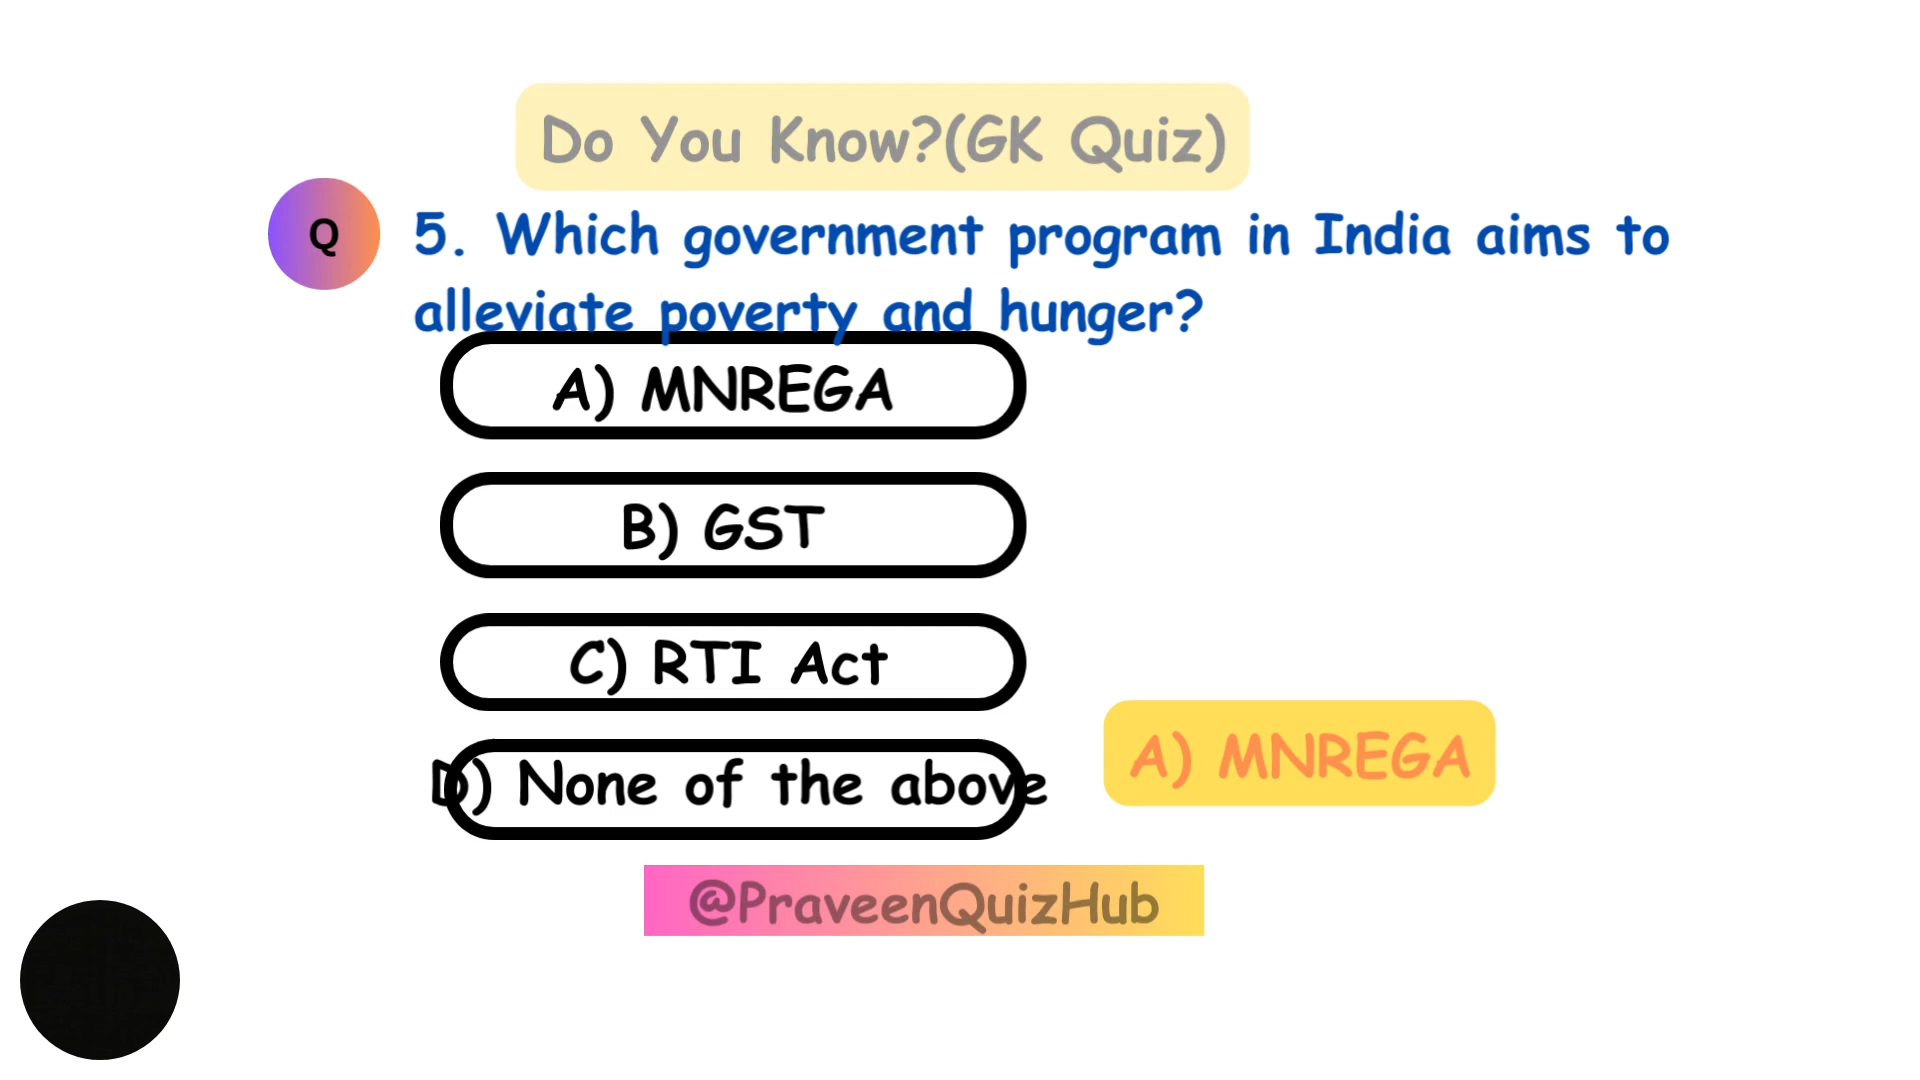 Do You Know?(GK Quiz)
Q
5. Which government program in India aims to
alleviate poverty and hunger?
A) MNREGA
B) GST
C) RTI Act
D) None of the above
A) MNREGA
@PraveenQuizHub